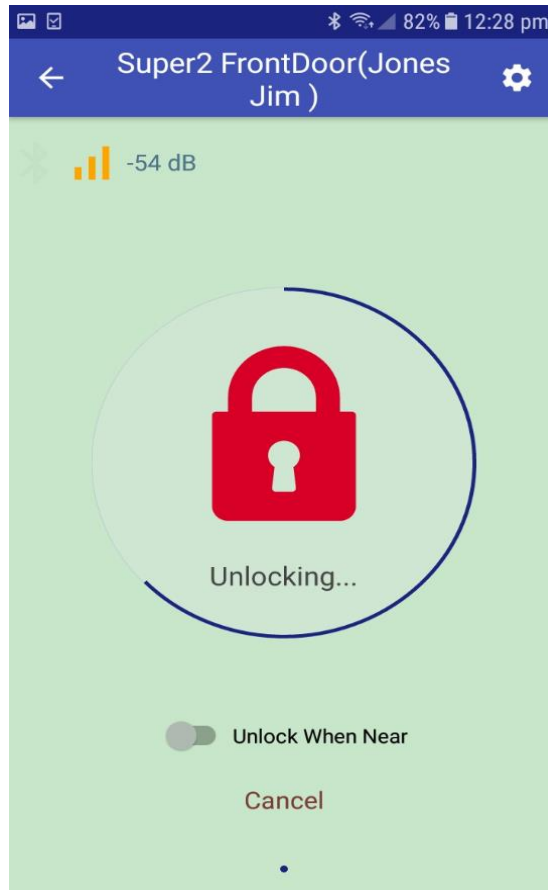 82% 12:28 pm
Super2 FrontDoor(Jones
Jim )
-54 dB
Unlocking...
Unlock When Near
Cancel